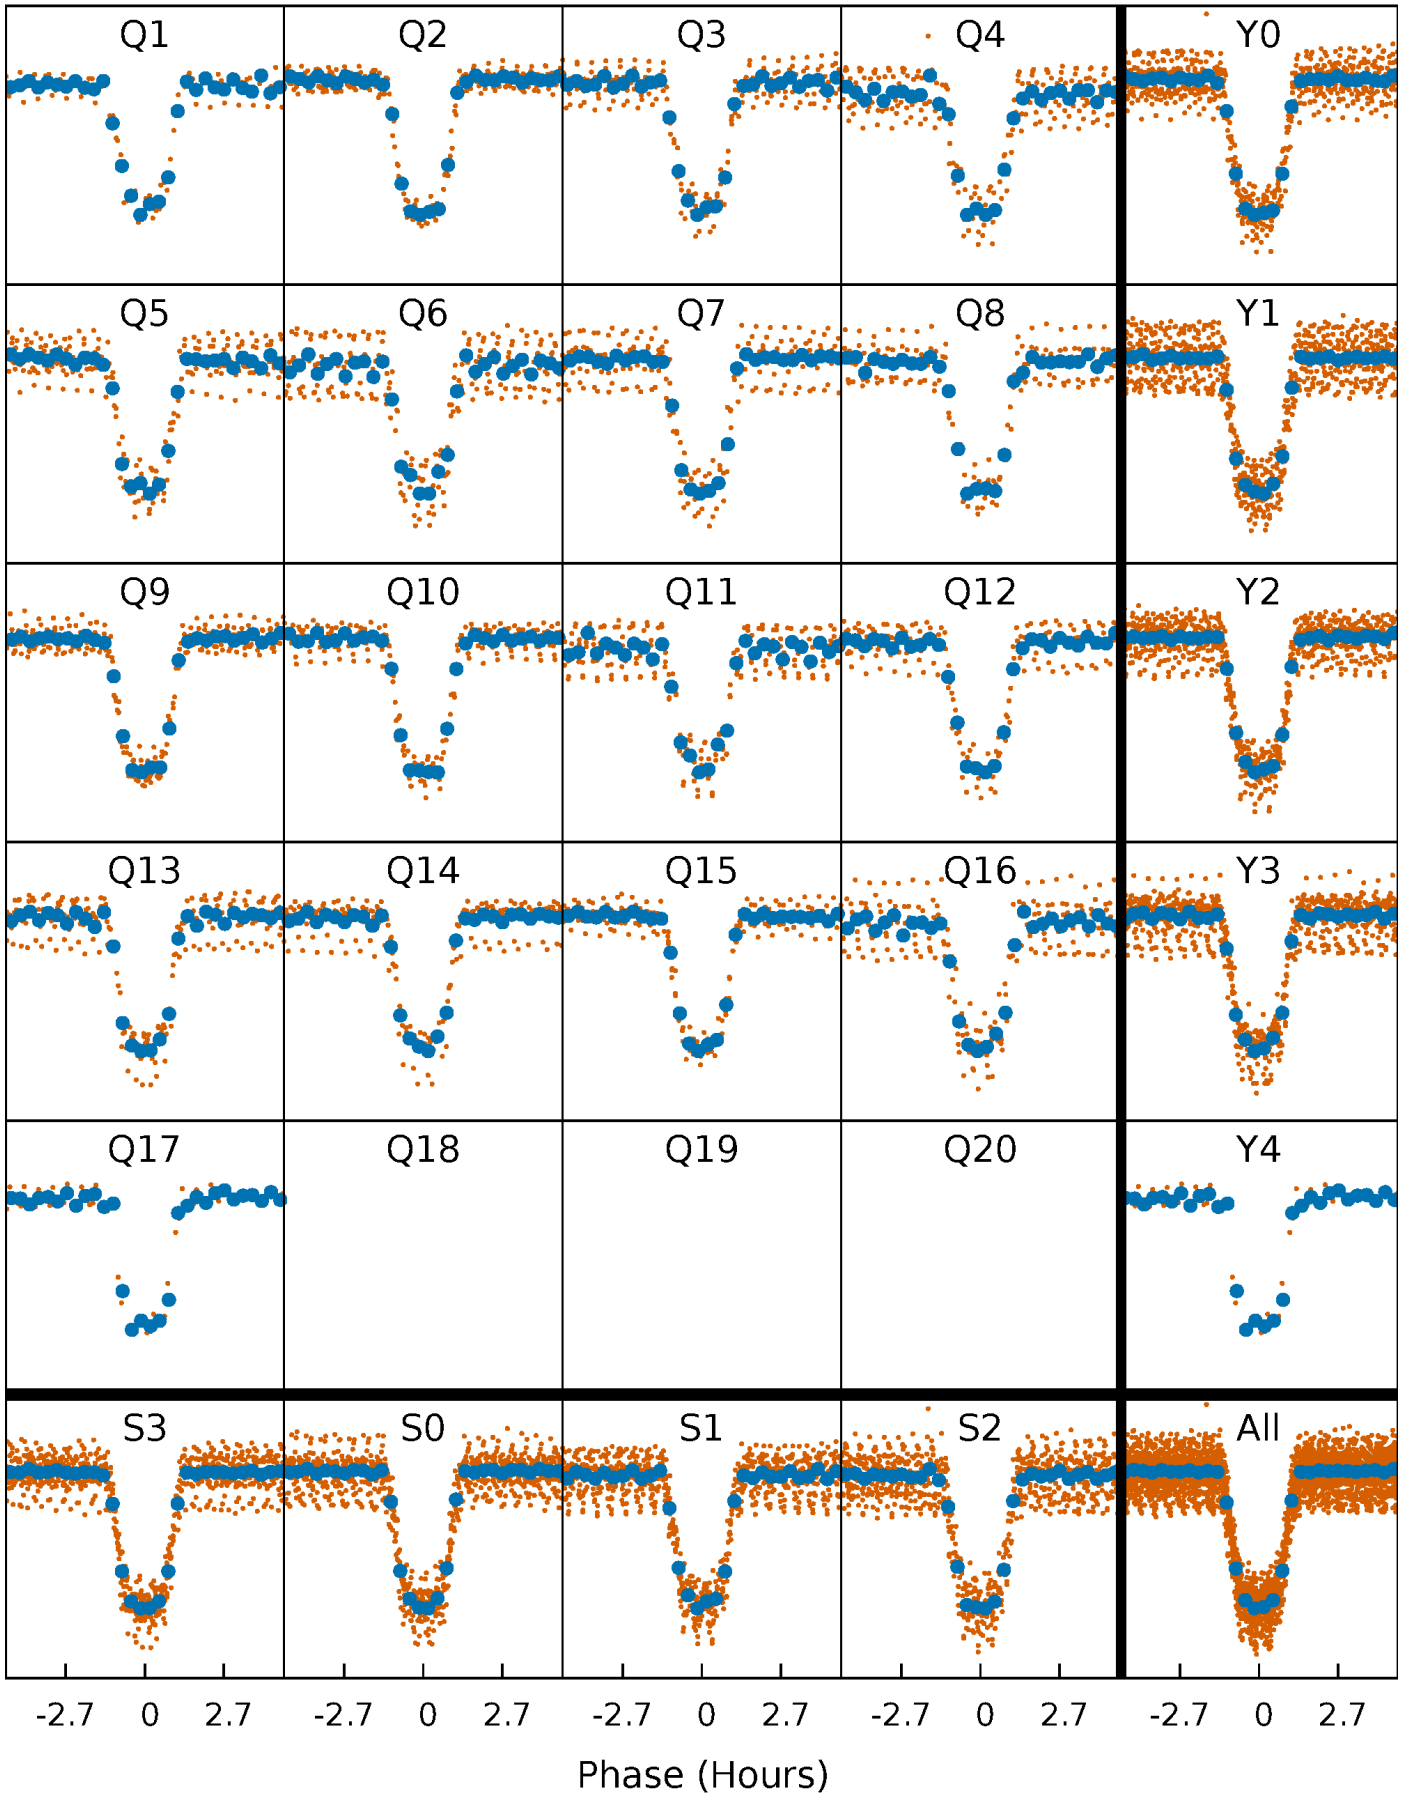 Q1 Q2 Q3 Q4 Y0
Q5 Q6 Q7 Q8 Y1
Q9 Q10 Q11 Q12 Y2
Q13 Q14 Q15 Q16 Y3
Q17 Q18 Q19 Q20 Y4
S3 S0 S1 S2 All
-2.7 0 2.7 -2.7 0 2.7 -2.7 0 2.7 -2.7 0 2.7 -2.7 0 2.7
Phase (Hours)